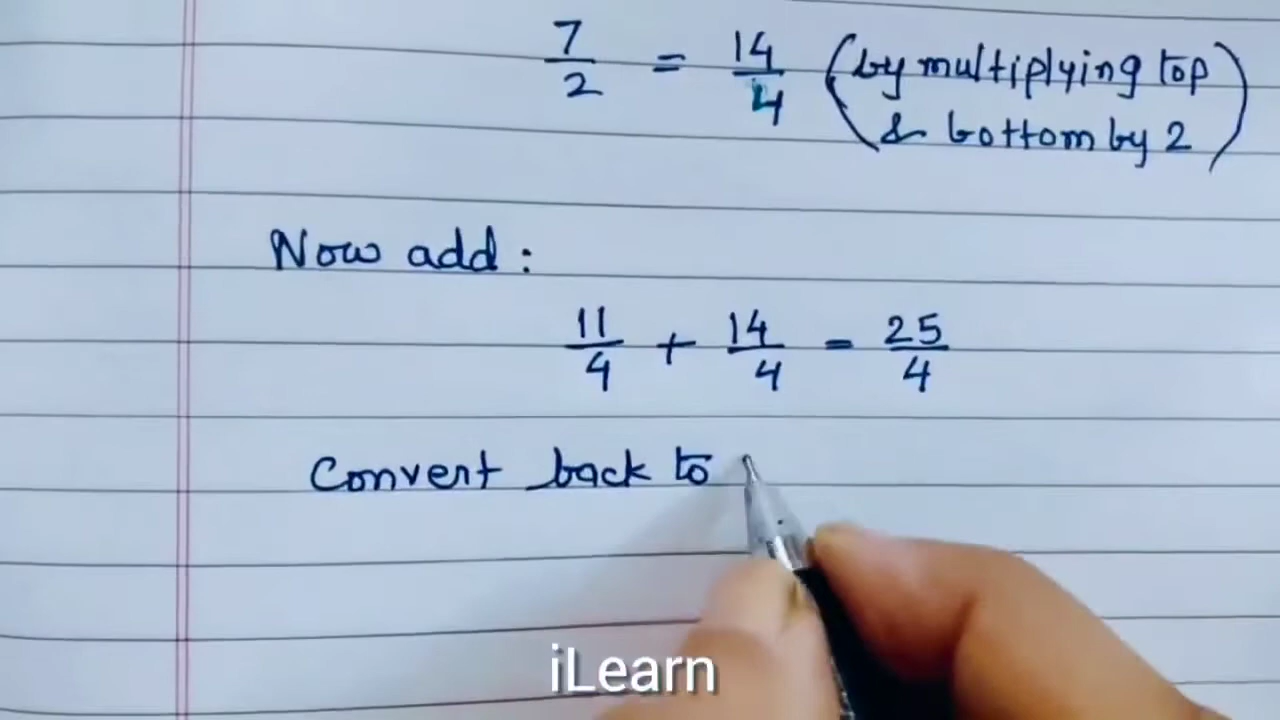 7/2 = 14/4 (by multiplying top
& bottom by 2)
Now add :
11/4 + 14/4 = 25/4
Convert back to
iLearn